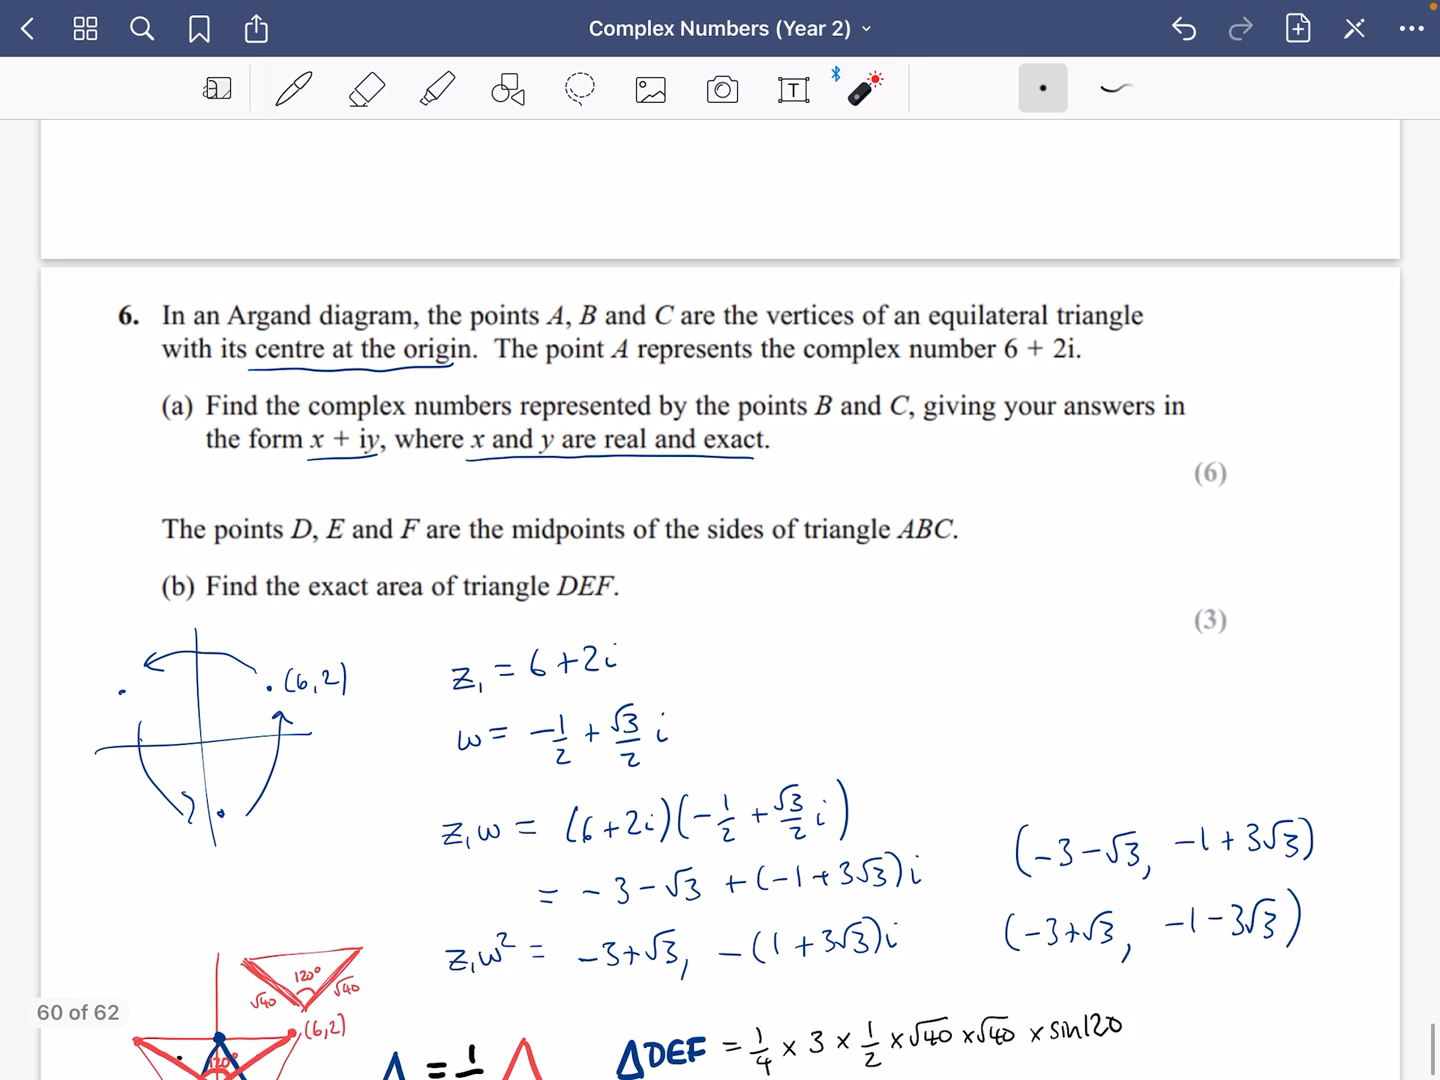 Complex Numbers (Year 2)
6. In an Argand diagram, the points A, B and C are the vertices of an equilateral triangle
with its centre at the origin. The point A represents the complex number 6 + 2i.
(a) Find the complex numbers represented by the points B and C, giving your answers in
the form x + iy, where x and y are real and exact.
(6)
The points D, E and F are the midpoints of the sides of triangle ABC.
(b) Find the exact area of triangle DEF.
(3)
(6,2)
z₁ = 6+2i
w = -1/2 + √3/2 i
z₁w = (6+2i)(-1/2 + √3/2 i)
= -3-√3 +(-1+3√3)i
(-3-√3, -1+3√3)
z₁w² = -3+√3, -(1+3√3)i
(-3+√3, -1-3√3)
120°
√40 √40
60 of 62
(6,2)
120°
Δ = 1 Δ
ΔDEF = 1/4 × 3 × 1/2 × √40 × √40 × sin120